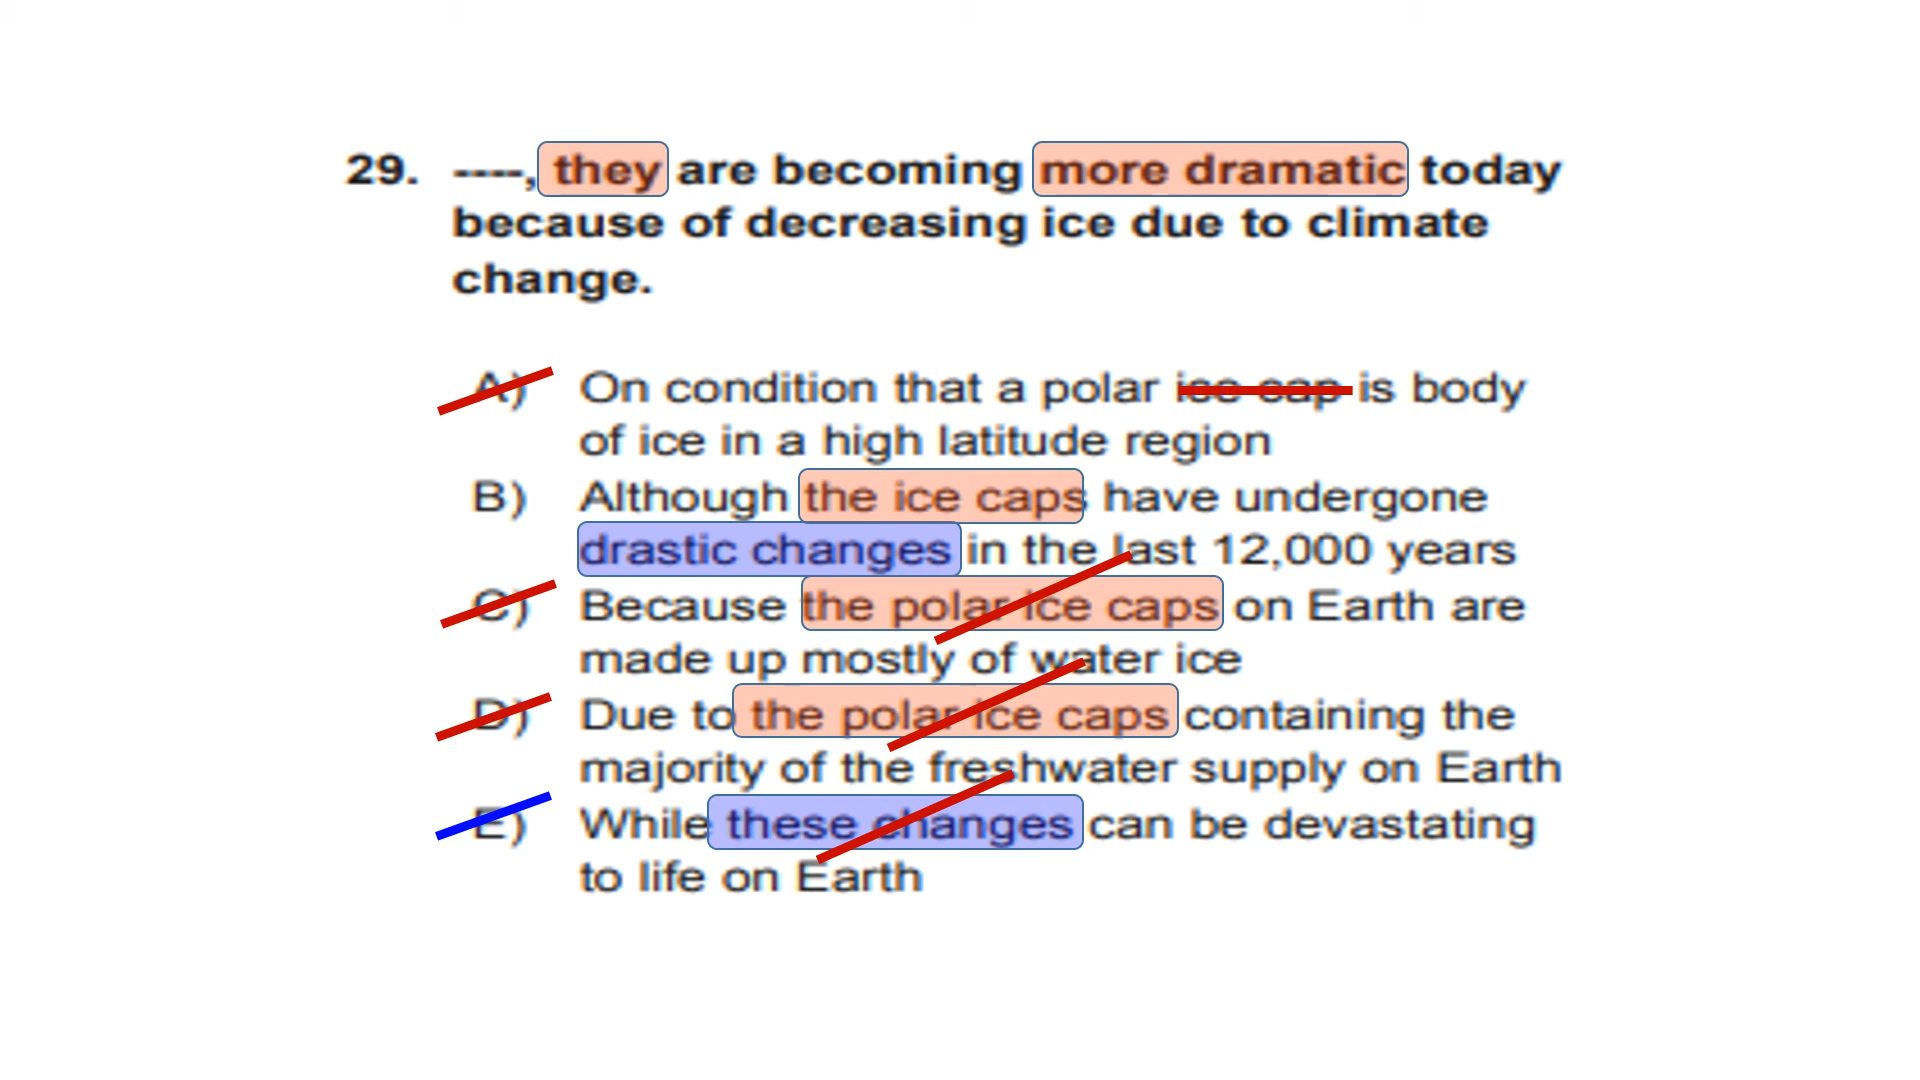 29. ----, they are becoming more dramatic today
because of decreasing ice due to climate
change.
A) On condition that a polar ice cap is body
of ice in a high latitude region
B) Although the ice caps have undergone
drastic changes in the last 12,000 years
C) Because the polar ice caps on Earth are
made up mostly of water ice
D) Due to the polar ice caps containing the
majority of the freshwater supply on Earth
E) While these changes can be devastating
to life on Earth